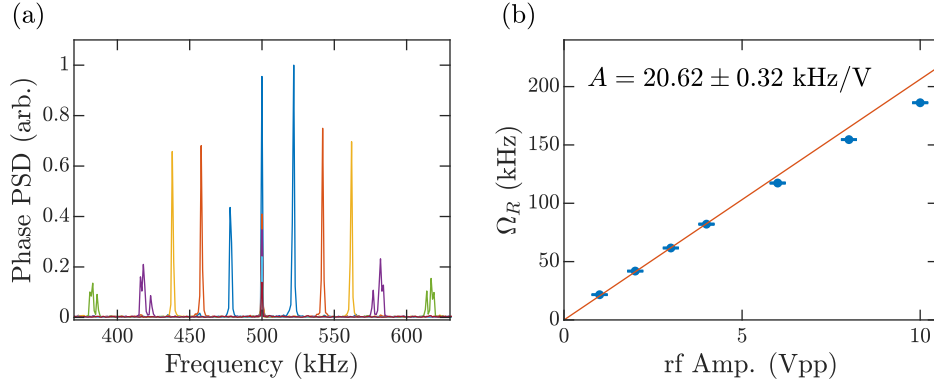 (a)
1
0.8
0.6
0.4
0.2
0
Phase PSD (arb.)
400 450 500 550 600
Frequency (kHz)
(b)
A = 20.62 ± 0.32 kHz/V
200
150
100
50
0
Ω_R (kHz)
0 5 10
rf Amp. (Vpp)